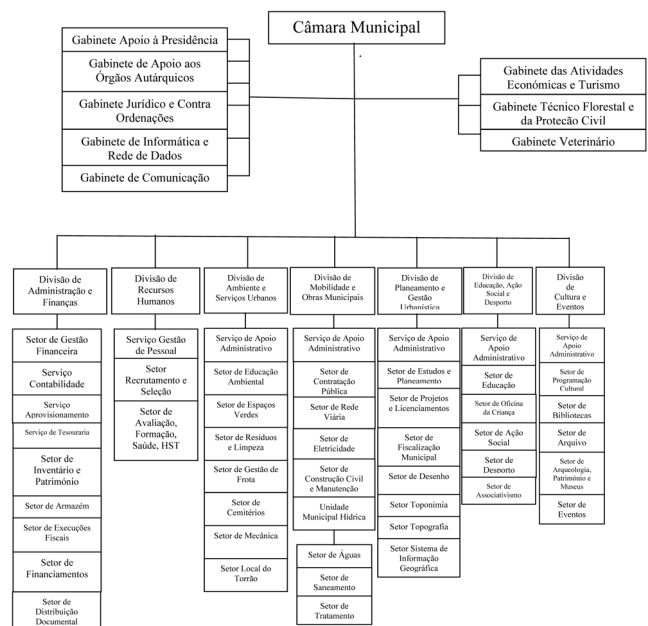 Câmara Municipal
Gabinete Apoio à Presidência
Gabinete de Apoio aos
Órgãos Autárquicos
Gabinete Jurídico e Contra
Ordenações
Gabinete de Informática e
Rede de Dados
Gabinete de Comunicação
Gabinete das Atividades
Económicas e Turismo
Gabinete Técnico Florestal e
da Protecão Civil
Gabinete Veterinário
Divisão de
Administração e
Finanças
Setor de Gestão
Financeira
Serviço
Contabilidade
Serviço
Aprovisionamento
Serviço de Tesouraria
Setor de
Inventário e
Património
Setor de Armazém
Setor de Execuções
Fiscais
Setor de
Financiamentos
Setor de
Distribuição
Documental
Divisão de
Recursos
Humanos
Serviço Gestão
de Pessoal
Setor
Recrutamento e
Seleção
Setor de
Avaliação,
Formação,
Saúde, HST
Divisão de
Ambiente e
Serviços Urbanos
Serviço de Apoio
Administrativo
Setor de Educação
Ambiental
Setor de Espaços
Verdes
Setor de Resíduos
e Limpeza
Setor de Gestão de
Frota
Setor de
Cemitérios
Setor de Mecânica
Setor Local do
Torrão
Divisão de
Mobilidade e
Obras Municipais
Serviço de Apoio
Administrativo
Setor de
Contratação
Pública
Setor de Rede
Viária
Setor de
Eletricidade
Setor de
Construção Civil
e Manutenção
Unidade
Municipal Hídrica
Setor de Águas
Setor de
Saneamento
Setor de
Tratamento
Divisão de
Planeamento e
Gestão
Urbanística
Serviço de Apoio
Administrativo
Setor de Estudos e
Planeamento
Setor de Projetos
e Licenciamentos
Setor de
Fiscalização
Municipal
Setor de Desenho
Setor Toponímia
Setor Topografia
Setor Sistema de
Informação
Geográfica
Divisão de
Educação, Ação
Social e
Desporto
Serviço de
Apoio
Administrativo
Setor de
Educação
Setor de Oficina
da Criança
Setor de Ação
Social
Setor de
Desporto
Setor de
Associativismo
Divisão
de
Cultura e
Eventos
Serviço de
Apoio
Administrativo
Setor de
Programação
Cultural
Setor de
Bibliotecas
Setor de
Arquivo
Setor de
Arqueologia,
Património e
Museus
Setor de
Eventos